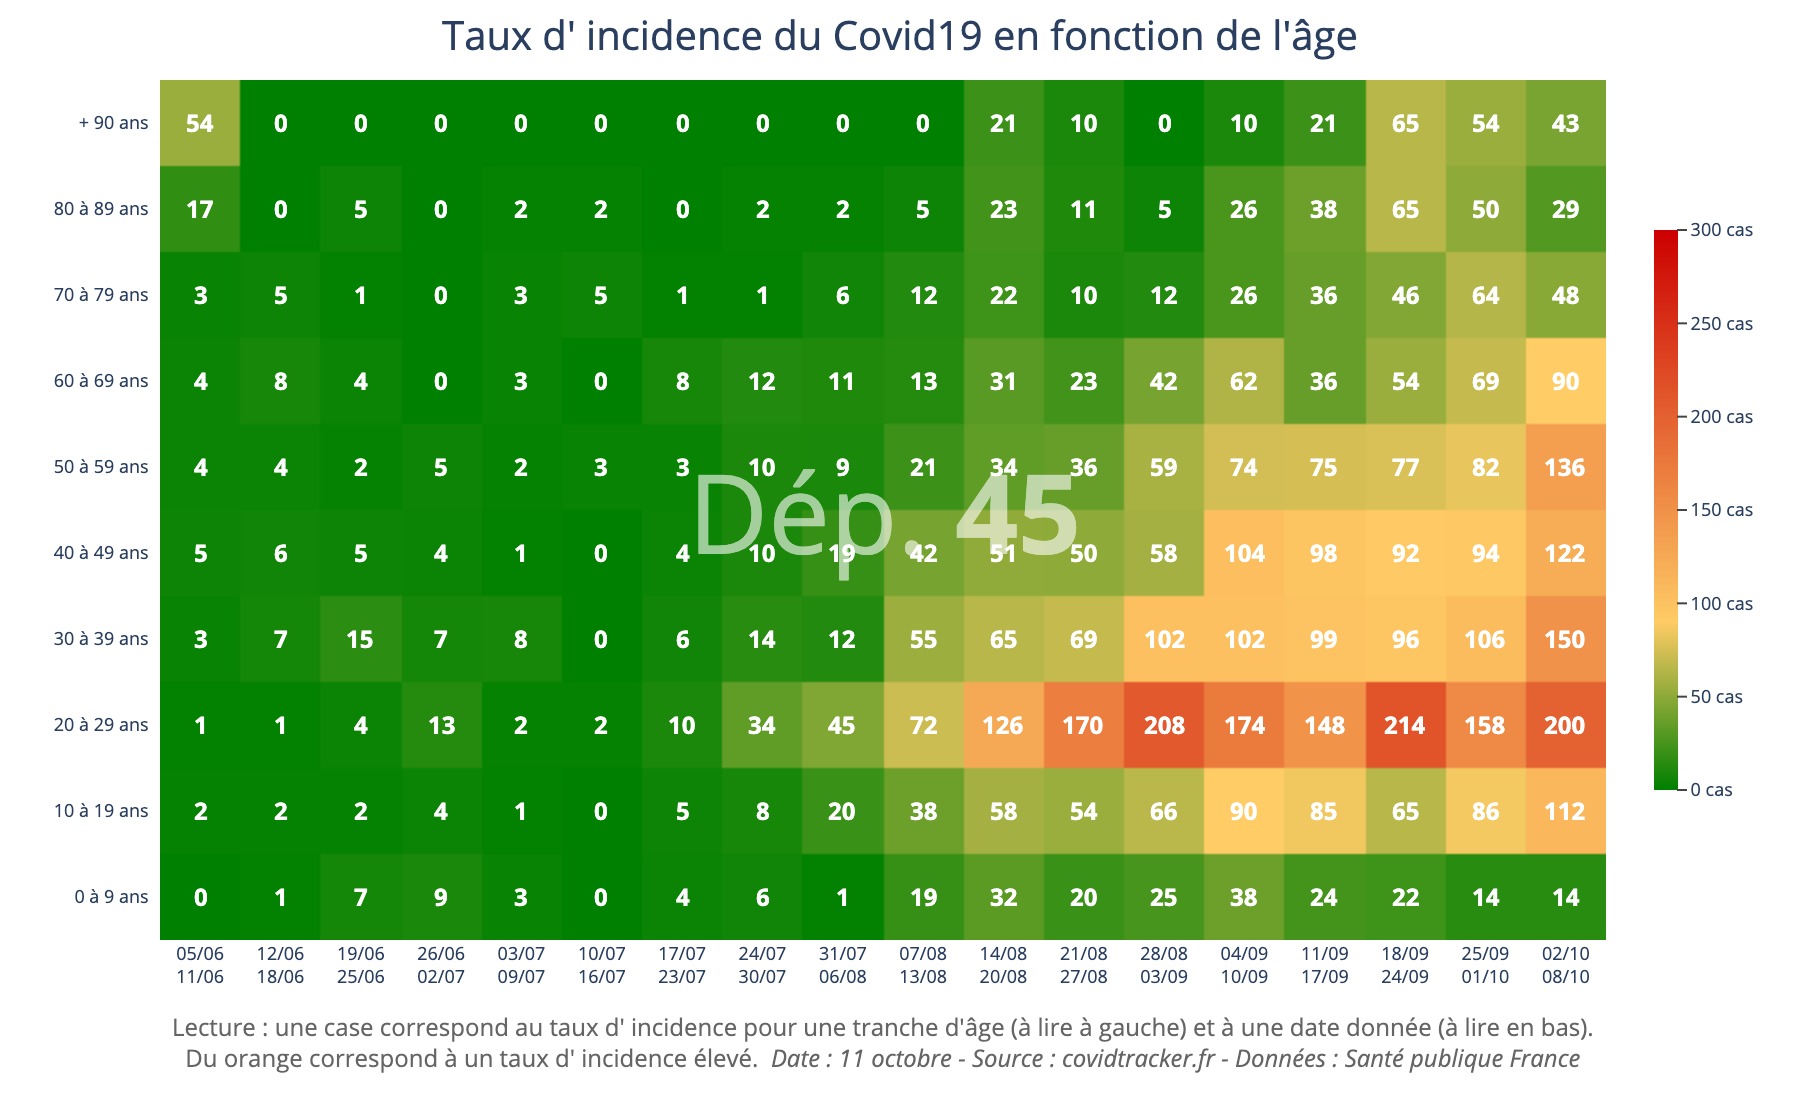 Taux d' incidence du Covid19 en fonction de l'âge
+ 90 ans 54 0 0 0 0 0 0 0 0 0 21 10 0 10 21 65 54 43
80 à 89 ans 17 0 5 0 2 2 0 2 2 5 23 11 5 26 38 65 50 29
70 à 79 ans 3 5 1 0 3 5 1 1 6 12 22 10 12 26 36 46 64 48
60 à 69 ans 4 8 4 0 3 0 8 12 11 13 31 23 42 62 36 54 69 90
50 à 59 ans 4 4 2 5 2 3 3 10 9 21 34 36 59 74 75 77 82 136
Dép. 45
40 à 49 ans 5 6 5 4 1 0 4 10 19 42 51 50 58 104 98 92 94 122
30 à 39 ans 3 7 15 7 8 0 6 14 12 55 65 69 102 102 99 96 106 150
20 à 29 ans 1 1 4 13 2 2 10 34 45 72 126 170 208 174 148 214 158 200
10 à 19 ans 2 2 2 4 1 0 5 8 20 38 58 54 66 90 85 65 86 112
0 à 9 ans 0 1 7 9 3 0 4 6 1 19 32 20 25 38 24 22 14 14
05/06 12/06 19/06 26/06 03/07 10/07 17/07 24/07 31/07 07/08 14/08 21/08 28/08 04/09 11/09 18/09 25/09 02/10
11/06 18/06 25/06 02/07 09/07 16/07 23/07 30/07 06/08 13/08 20/08 27/08 03/09 10/09 17/09 24/09 01/10 08/10
300 cas
250 cas
200 cas
150 cas
100 cas
50 cas
0 cas
Lecture : une case correspond au taux d' incidence pour une tranche d'âge (à lire à gauche) et à une date donnée (à lire en bas).
Du orange correspond à un taux d' incidence élevé. Date : 11 octobre - Source : covidtracker.fr - Données : Santé publique France